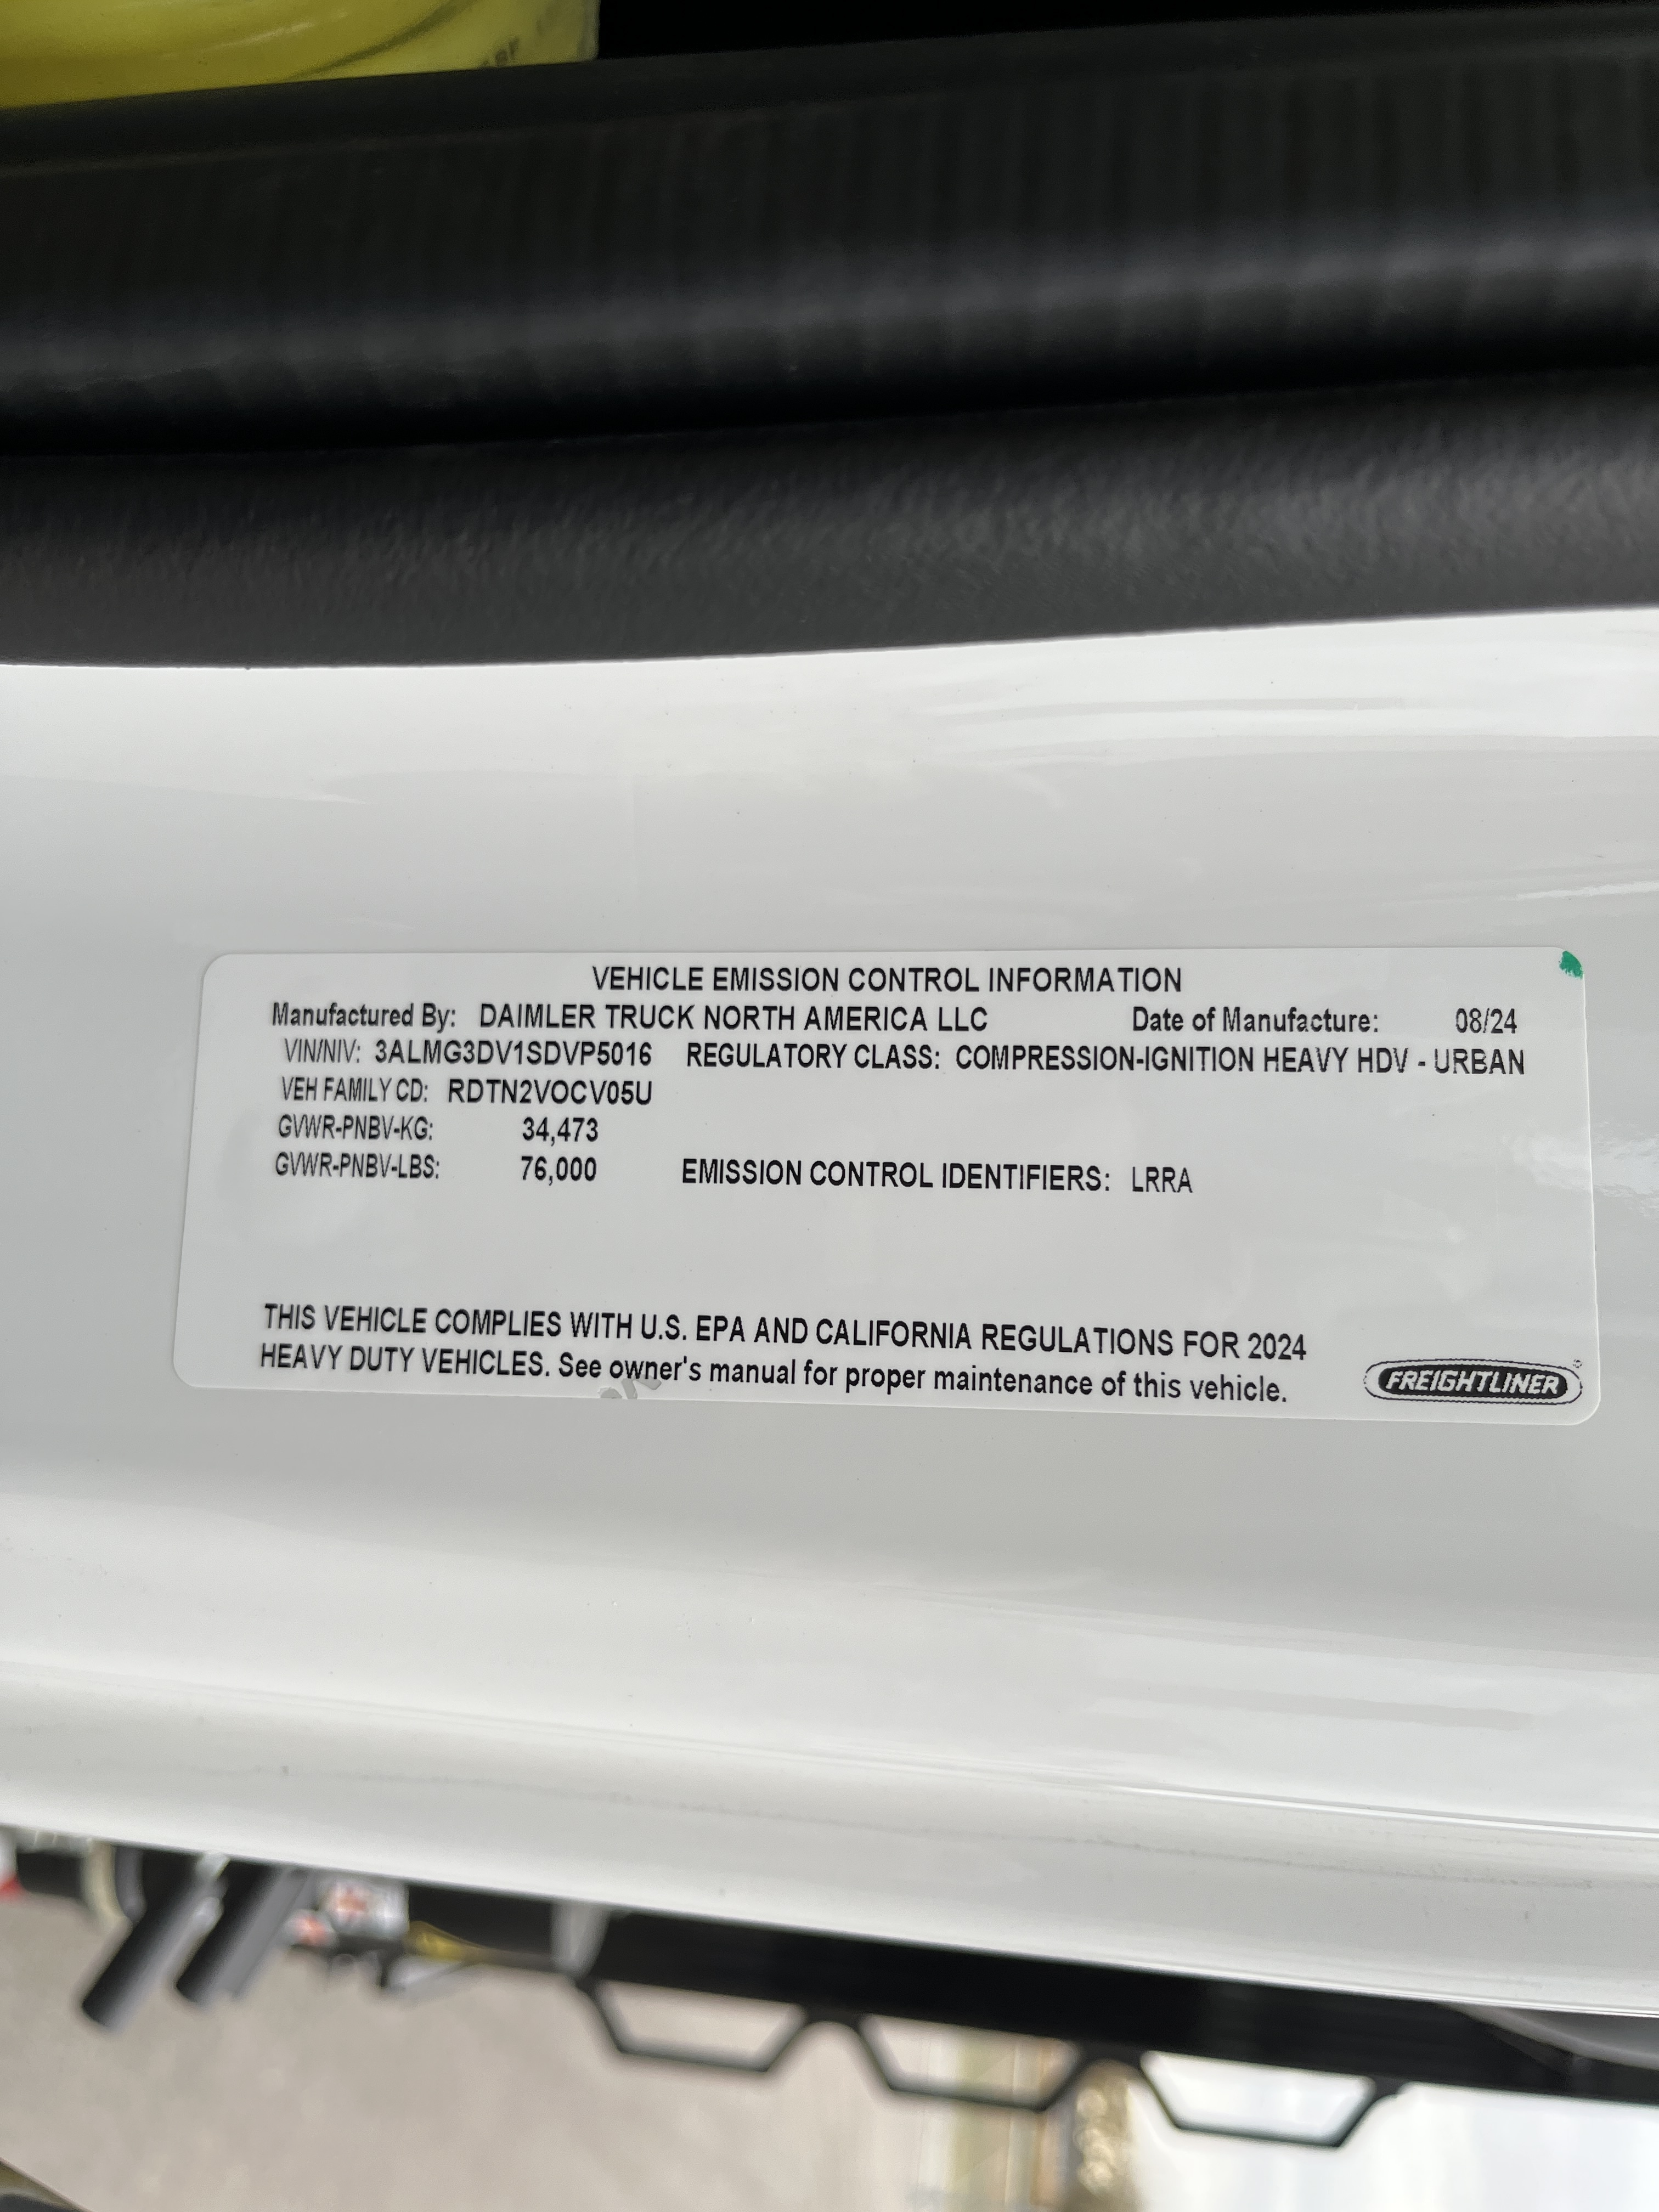 VEHICLE EMISSION CONTROL INFORMATION
Manufactured By: DAIMLER TRUCK NORTH AMERICA LLC Date of Manufacture: 08/24
VIN/NIV: 3ALMG3DV1SDVP5016 REGULATORY CLASS: COMPRESSION-IGNITION HEAVY HDV - URBAN
VEH FAMILY CD: RDTN2VOCV05U
GVWR-PNBV-KG: 34,473
GVWR-PNBV-LBS: 76,000 EMISSION CONTROL IDENTIFIERS: LRRA
THIS VEHICLE COMPLIES WITH U.S. EPA AND CALIFORNIA REGULATIONS FOR 2024
HEAVY DUTY VEHICLES. See owner's manual for proper maintenance of this vehicle.
FREIGHTLINER